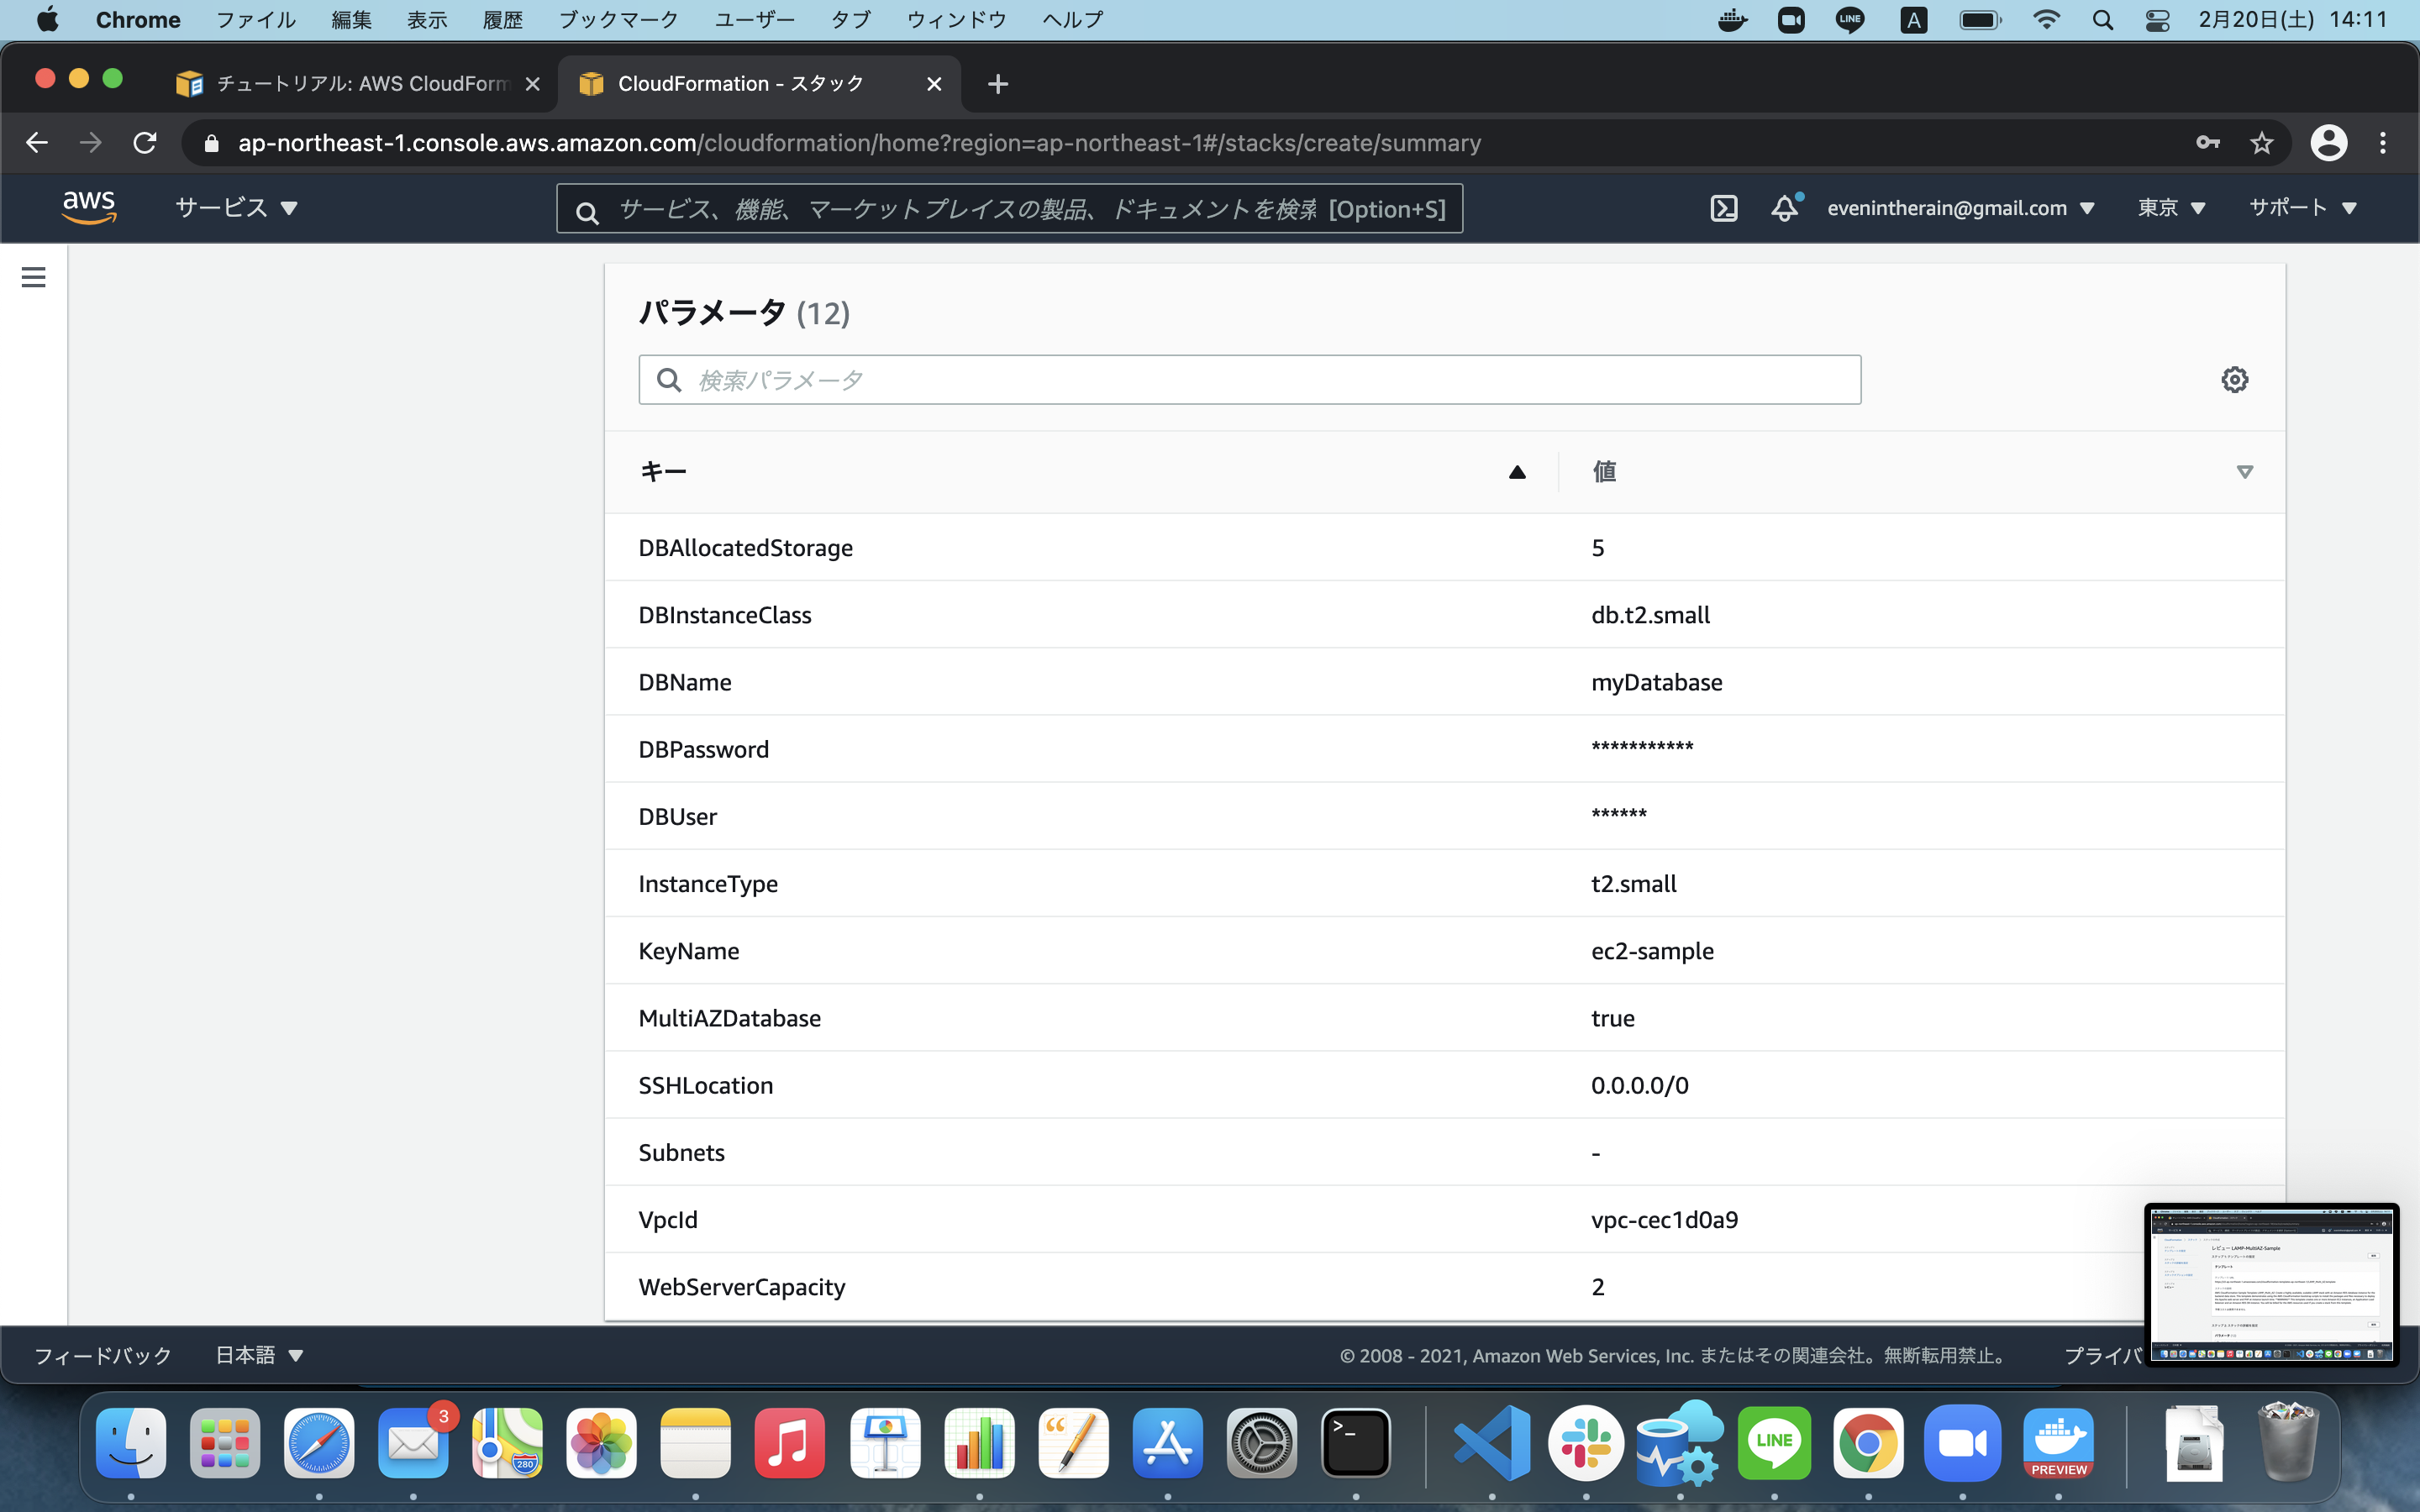 Chrome ファイル 編集 表示 履歴 ブックマーク ユーザー タブ ウィンドウ ヘルプ LINE A 2月20日(土) 14:11
チュートリアル: AWS CloudForm CloudFormation - スタック
ap-northeast-1.console.aws.amazon.com/cloudformation/home?region=ap-northeast-1#/stacks/create/summary
aws サービス サービス、機能、マーケットプレイスの製品、ドキュメントを検索 [Option+S] evenintherain@gmail.com 東京 サポート
パラメータ (12)
検索パラメータ
キー 値
DBAllocatedStorage 5
DBInstanceClass db.t2.small
DBName myDatabase
DBPassword ***********
DBUser ******
InstanceType t2.small
KeyName ec2-sample
MultiAZDatabase true
SSHLocation 0.0.0.0/0
Subnets -
VpcId vpc-cec1d0a9
WebServerCapacity 2
レビュー LAMP-MultiAZ-Sample
フィードバック 日本語 © 2008 - 2021, Amazon Web Services, Inc. またはその関連会社。無断転用禁止。 プライバ
3
280
>_
LINE
PREVIEW